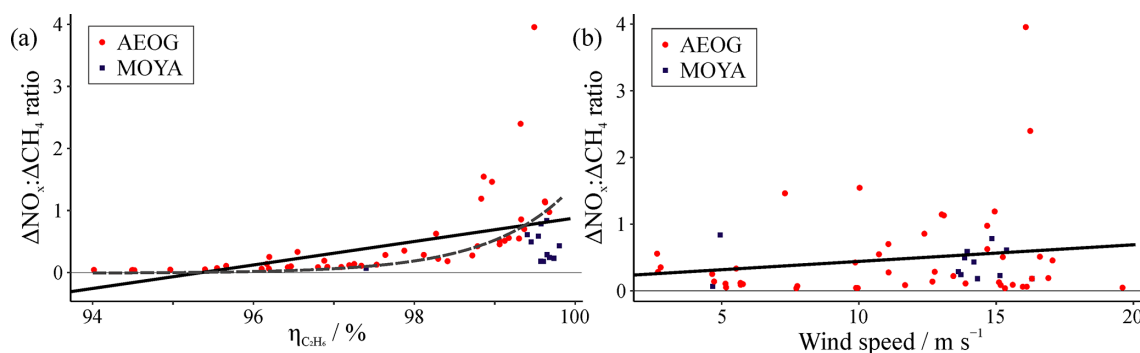 (a)
ΔNOₓ:ΔCH₄ ratio
4
3
2
1
0
AEOG
MOYA
94
96
98
100
η_C₂H₆ / %
(b)
ΔNOₓ:ΔCH₄ ratio
4
3
2
1
0
AEOG
MOYA
5
10
15
20
Wind speed / m s⁻¹